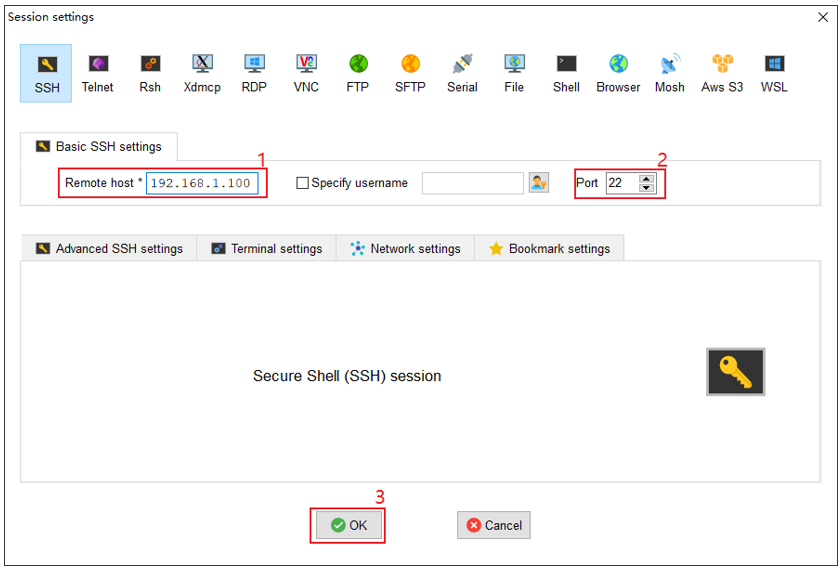 Session settings
SSH Telnet Rsh Xdmcp RDP VNC FTP SFTP Serial File Shell Browser Mosh Aws S3 WSL
Basic SSH settings
1 2
Remote host * 192.168.1.100 Specify username Port 22
Advanced SSH settings Terminal settings Network settings Bookmark settings
Secure Shell (SSH) session
3
OK Cancel